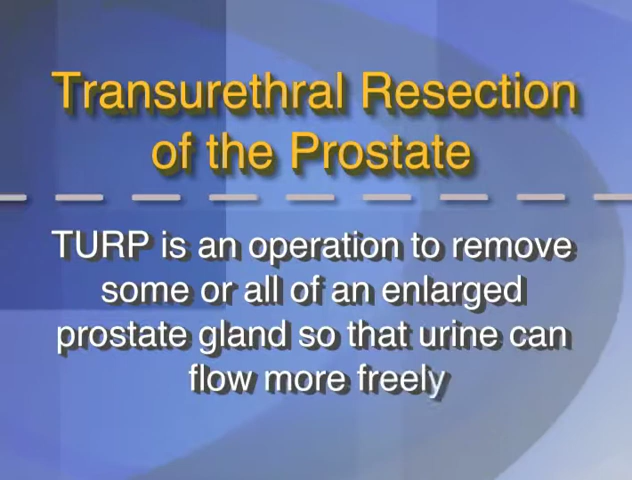 Transurethral Resection
of the Prostate
TURP is an operation to remove
some or all of an enlarged
prostate gland so that urine can
flow more freely